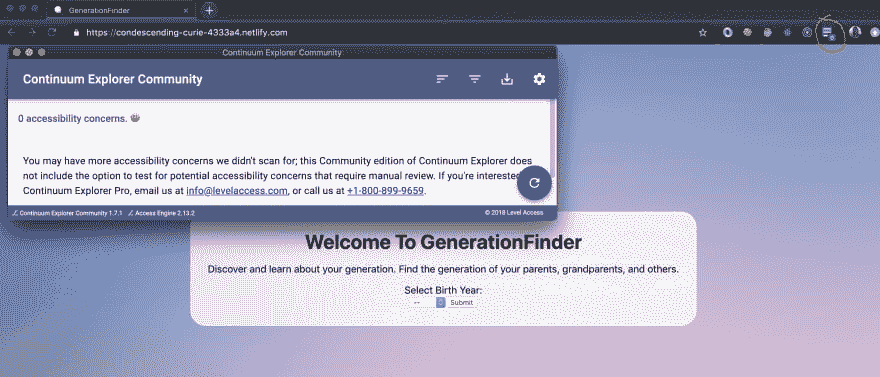 GenerationFinder
https://condescending-curie-4333a4.netlify.com
Continuum Explorer Community
Continuum Explorer Community
0 accessibility concerns.
You may have more accessibility concerns we didn't scan for; this Community edition of Continuum Explorer does
not include the option to test for potential accessibility concerns that require manual review. If you're interested
Continuum Explorer Pro, email us at info@levelaccess.com, or call us at +1-800-899-9659.
Continuum Explorer Community 1.7.1 Access Engine 2.13.2 © 2018 Level Access
Welcome To GenerationFinder
Discover and learn about your generation. Find the generation of your parents, grandparents, and others.
Select Birth Year:
-- Submit